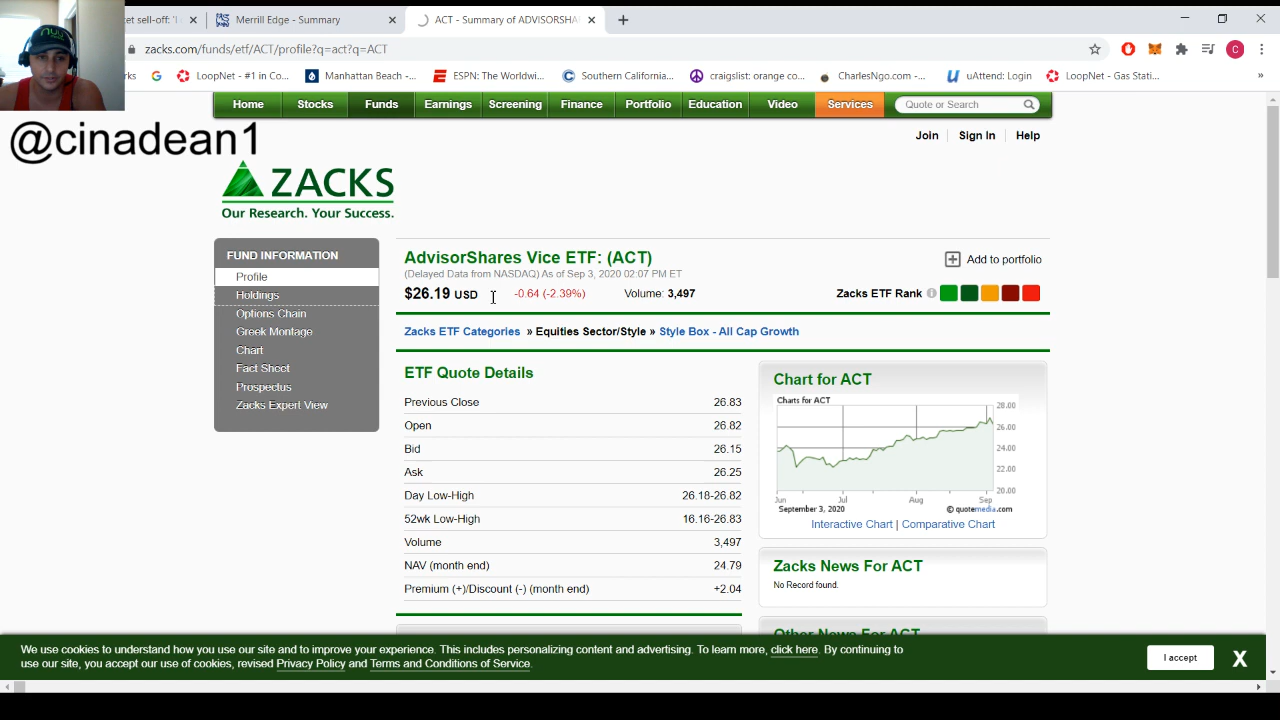 et sell-off: 'I
Merrill Edge - Summary
ACT - Summary of ADVISORSHA
zacks.com/funds/etf/ACT/profile?q=act?q=ACT
C
rks
LoopNet - #1 in Co...
Manhattan Beach -...
ESPN: The Worldwi...
Southern California...
craigslist: orange co...
CharlesNgo.com -...
uAttend: Login
LoopNet - Gas Stati...
»
@cinadean1
Home
Stocks
Funds
Earnings
Screening
Finance
Portfolio
Education
Video
Services
Quote or Search
Join
Sign In
Help
ZACKS
Our Research. Your Success.
FUND INFORMATION
Profile
Holdings
Options Chain
Greek Montage
Chart
Fact Sheet
Prospectus
Zacks Expert View
AdvisorShares Vice ETF: (ACT)
Add to portfolio
(Delayed Data from NASDAQ) As of Sep 3, 2020 02:07 PM ET
$26.19 USD -0.64 (-2.39%) Volume: 3,497
Zacks ETF Rank
Zacks ETF Categories » Equities Sector/Style » Style Box - All Cap Growth
ETF Quote Details
Previous Close 26.83
Open 26.82
Bid 26.15
Ask 26.25
Day Low-High 26.18-26.82
52wk Low-High 16.16-26.83
Volume 3,497
NAV (month end) 24.79
Premium (+)/Discount (-) (month end) +2.04
Chart for ACT
Charts for ACT
28.00
26.00
24.00
22.00
20.00
Jun Jul Aug Sep
September 3, 2020 © quotemedia.com
Interactive Chart | Comparative Chart
Zacks News For ACT
No Record found.
Other News For ACT
We use cookies to understand how you use our site and to improve your experience. This includes personalizing content and advertising. To learn more, click here. By continuing to
use our site, you accept our use of cookies, revised Privacy Policy and Terms and Conditions of Service.
I accept
X